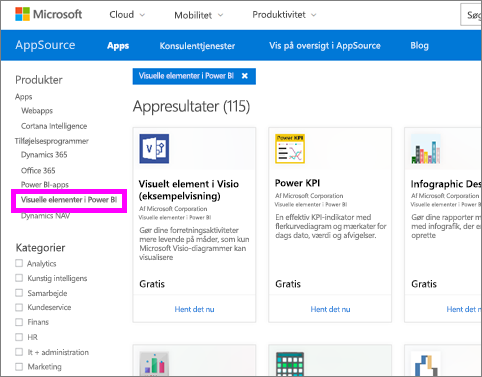 Microsoft
Cloud
Mobilitet
Produktivitet
Søg
AppSource
Apps
Konsulenttjenester
Vis på oversigt i AppSource
Blog
Produkter
Apps
Webapps
Cortana Intelligence
Tilføjelsesprogrammer
Dynamics 365
Office 365
Power BI-apps
Visuelle elementer i Power BI
Dynamics NAV
Kategorier
Analytics
Kunstig intelligens
Samarbejde
Kundeservice
Finans
HR
It + administration
Marketing
Visuelle elementer i Power BI ✖
Appresultater (115)
Visuelt element i Visio
(eksempelvisning)
Af Microsoft Corporation
Visuelle elementer i Power BI
Gør dine forretningsaktiviteter
mere levende på måder, som kun
Microsoft Visio-diagrammer kan
visualisere
Gratis
Hent det nu
Power KPI
Power KPI
Af Microsoft Corporation
Visuelle elementer i Power BI
En effektiv KPI-indikator med
flerkurvediagram og mærkater for
dags dato, værdi og afvigelser.
Gratis
Hent det nu
Infographic Des
Af Microsoft Corporation
Visuelle elementer i Power BI
Gør dine rapporter m
med infografik, der er
oprette
Gratis
Hent